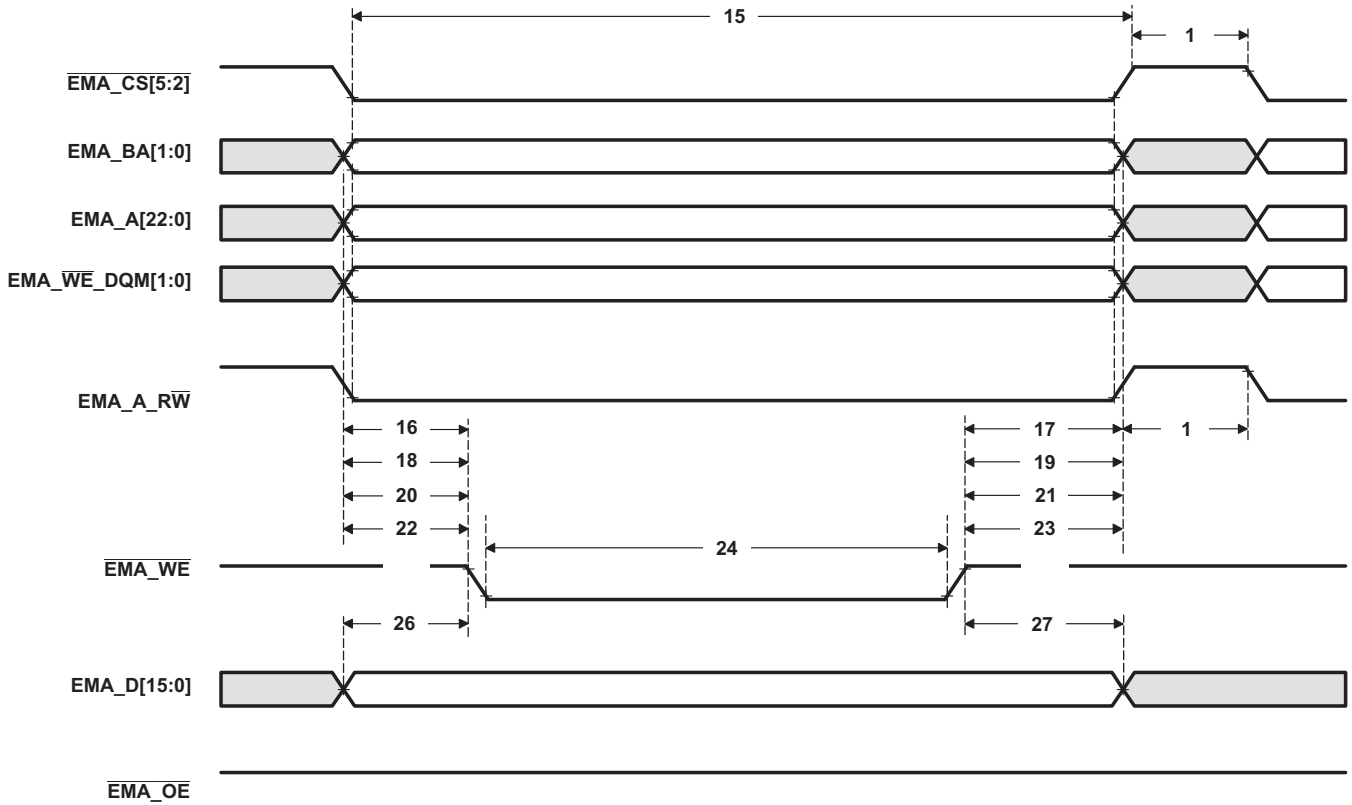 15
1
EMA_CS[5:2]
EMA_BA[1:0]
EMA_A[22:0]
EMA_WE_DQM[1:0]
EMA_A_RW
16 17 1
18 19
20 21
22 23
24
EMA_WE
26 27
EMA_D[15:0]
EMA_OE